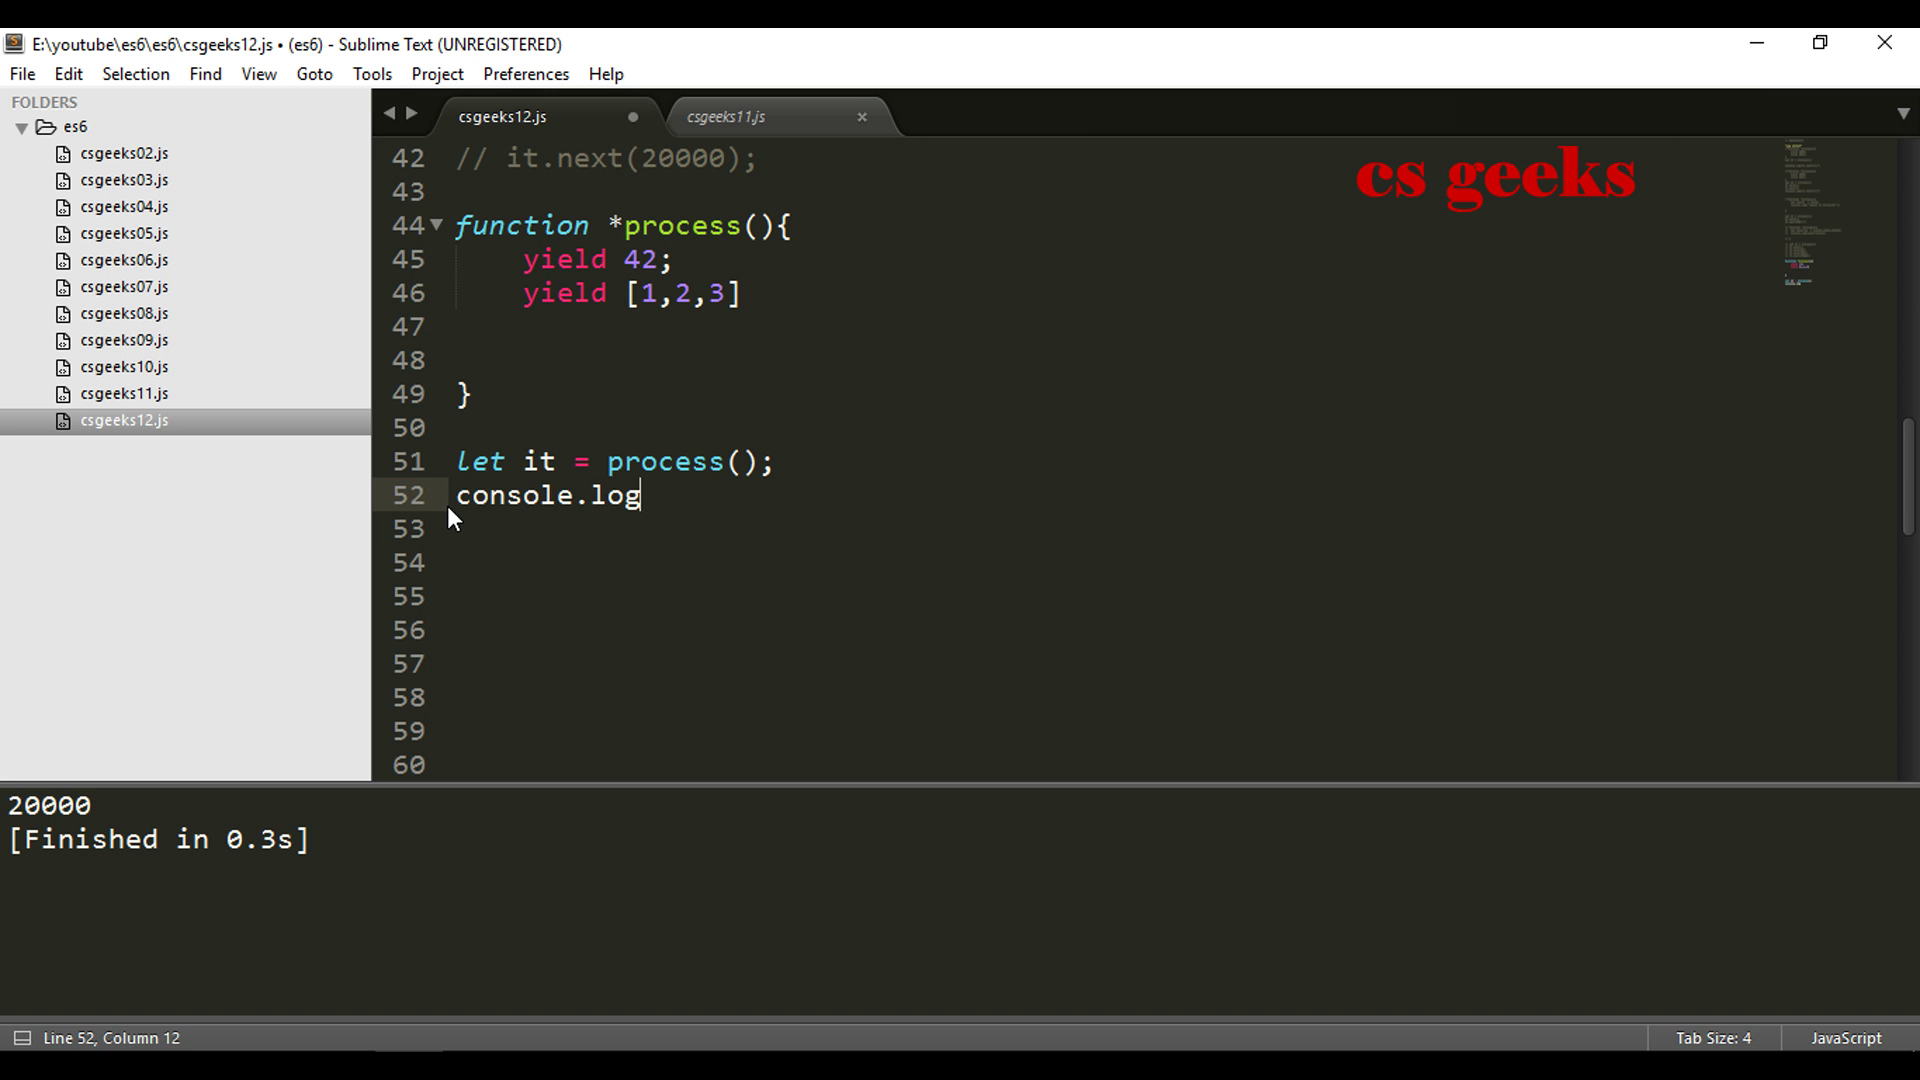 E:\youtube\es6\es6\csgeeks12.js • (es6) - Sublime Text (UNREGISTERED)
File Edit Selection Find View Goto Tools Project Preferences Help
FOLDERS
es6
csgeeks02.js
csgeeks03.js
csgeeks04.js
csgeeks05.js
csgeeks06.js
csgeeks07.js
csgeeks08.js
csgeeks09.js
csgeeks10.js
csgeeks11.js
csgeeks12.js
csgeeks12.js csgeeks11.js
cs geeks
42 // it.next(20000);
43
44 function *process(){
45 yield 42;
46 yield [1,2,3]
47
48
49 }
50
51 let it = process();
52 console.log
53
54
55
56
57
58
59
60
20000
[Finished in 0.3s]
Line 52, Column 12 Tab Size: 4 JavaScript